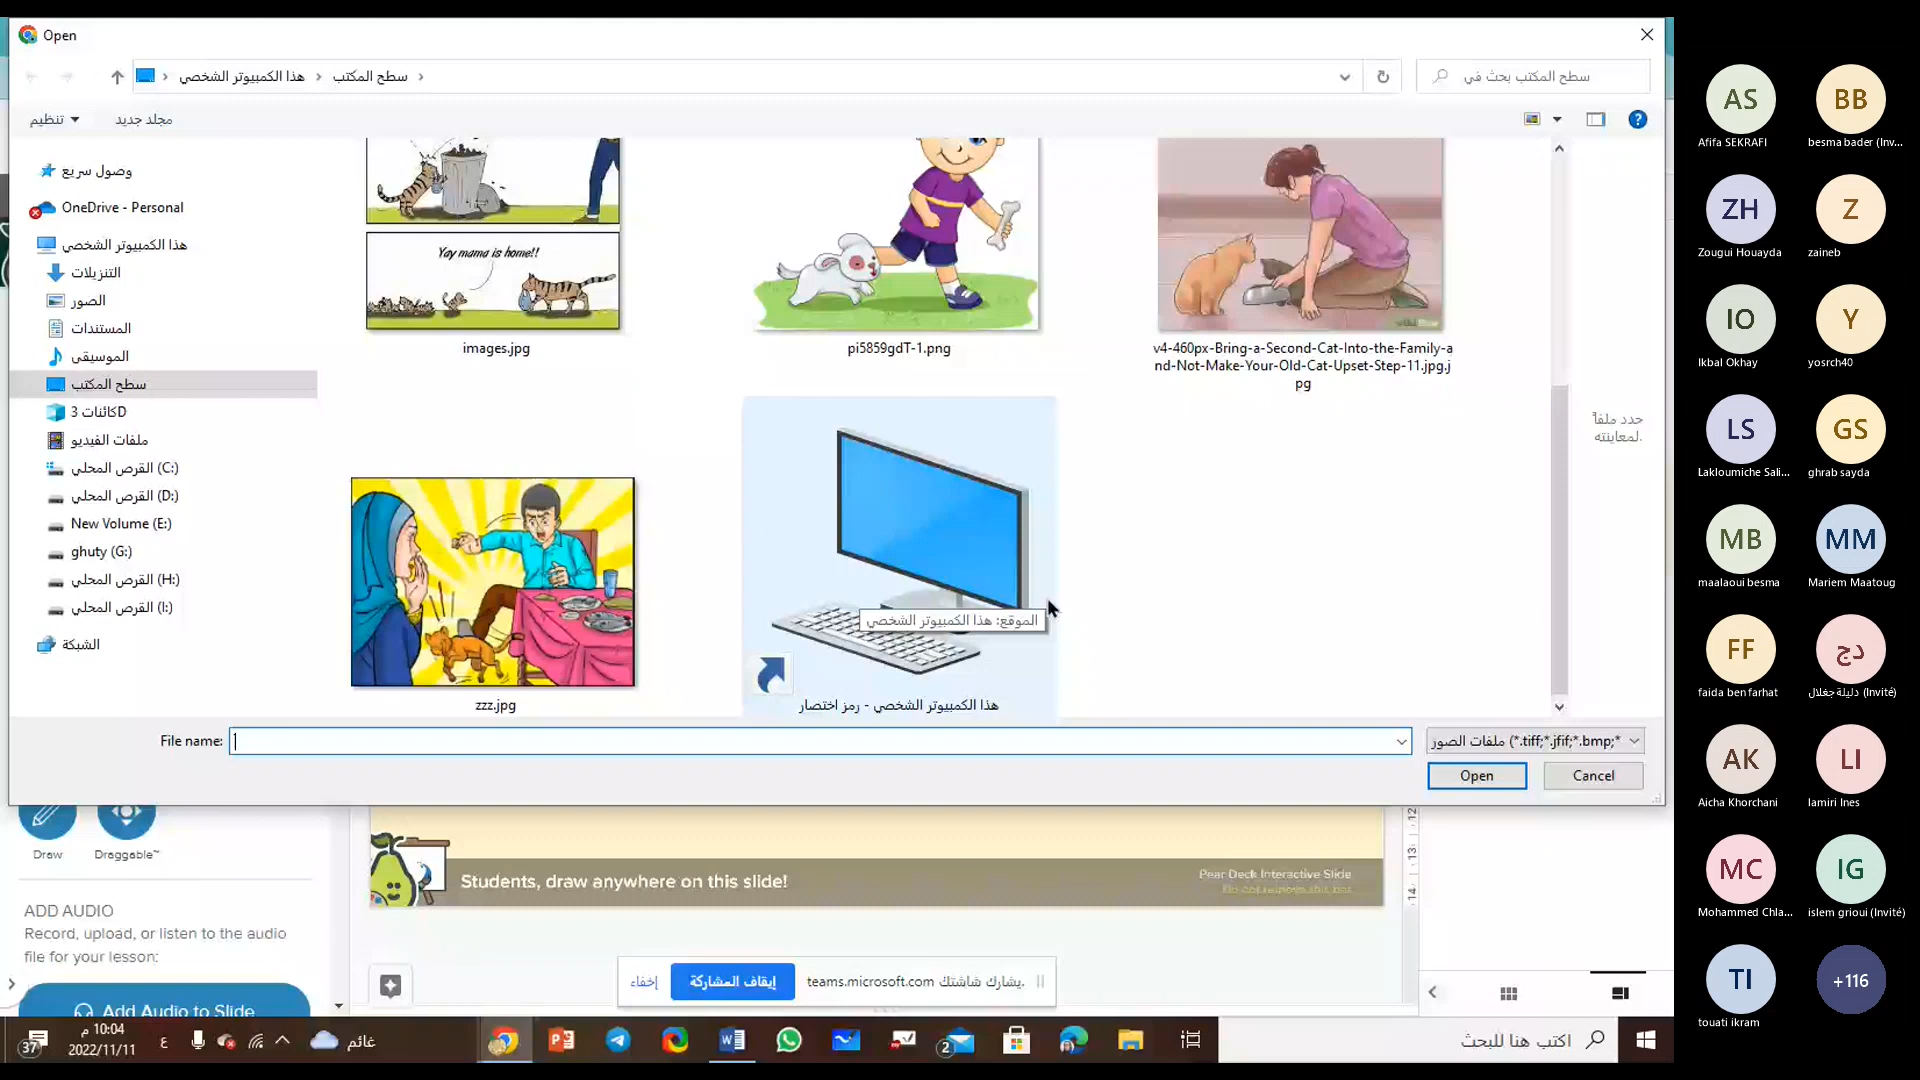 Open
هذا الكمبيوتر الشخصي
سطح المكتب
سطح المكتب بحث في
تنظيم
مجلد جديد
وصول سريع
OneDrive - Personal
هذا الكمبيوتر الشخصي
التنزيلات
الصور
المستندات
الموسيقى
سطح المكتب
كائنات 3D
ملفات الفيديو
القرص المحلي (C:)
القرص المحلي (D:)
New Volume (E:)
ghuty (G:)
القرص المحلي (H:)
القرص المحلي (I:)
الشبكة
Yay mama is home!!
images.jpg
pi5859gdT-1.png
v4-460px-Bring-a-Second-Cat-Into-the-Family-a
nd-Not-Make-Your-Old-Cat-Upset-Step-11.jpg.j
pg
zzz.jpg
الموقع: هذا الكمبيوتر الشخصي
هذا الكمبيوتر الشخصي - رمز اختصار
حدد ملفاً
لمعاينته.
File name:
ملفات الصور (*.tiff;*.jfif;*.bmp;*
Open
Cancel
Draw
Draggable™
ADD AUDIO
Record, upload, or listen to the audio
file for your lesson:
Add Audio to Slide
Students, draw anywhere on this slide!
Pear Deck Interactive Slide
Do not remove this bar
12
13
14
يشارك شاشتك teams.microsoft.com.
إيقاف المشاركة
إخفاء
37
10:04 م
2022/11/11
ع
غائم
2
اكتب هنا للبحث
AS
Afifa SEKRAFI
BB
besma bader (Inv...
ZH
Zougui Houayda
Z
zaineb
IO
Ikbal Okhay
Y
yosrch40
LS
Lakloumiche Sali...
GS
ghrab sayda
MB
maalaoui besma
MM
Mariem Maatoug
FF
faida ben farhat
دج
دليلة جغلال (Invité)
AK
Aicha Khorchani
LI
lamiri Ines
MC
Mohammed Chla...
IG
islem grioui (Invité)
TI
touati ikram
+116